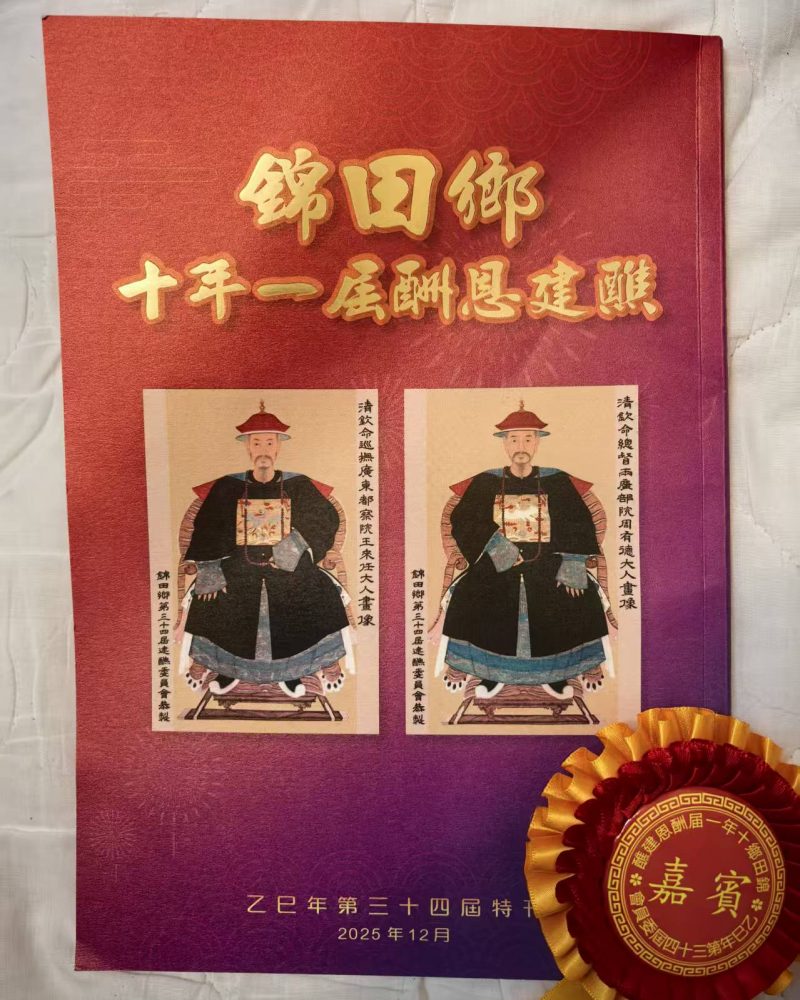 錦田鄉
十年一屆酬恩建醮
清欽命巡撫廣東都察院王來任大人畫像
錦田鄉第三十四屆建醮委員會恭製
清欽命總督兩廣部院周有德大人畫像
錦田鄉第三十四屆建醮委員會恭製
乙巳年第三十四屆特刊
2025年12月
錦田鄉十年一届酬恩建醮
嘉賓
乙巳年第三十四屆委員會